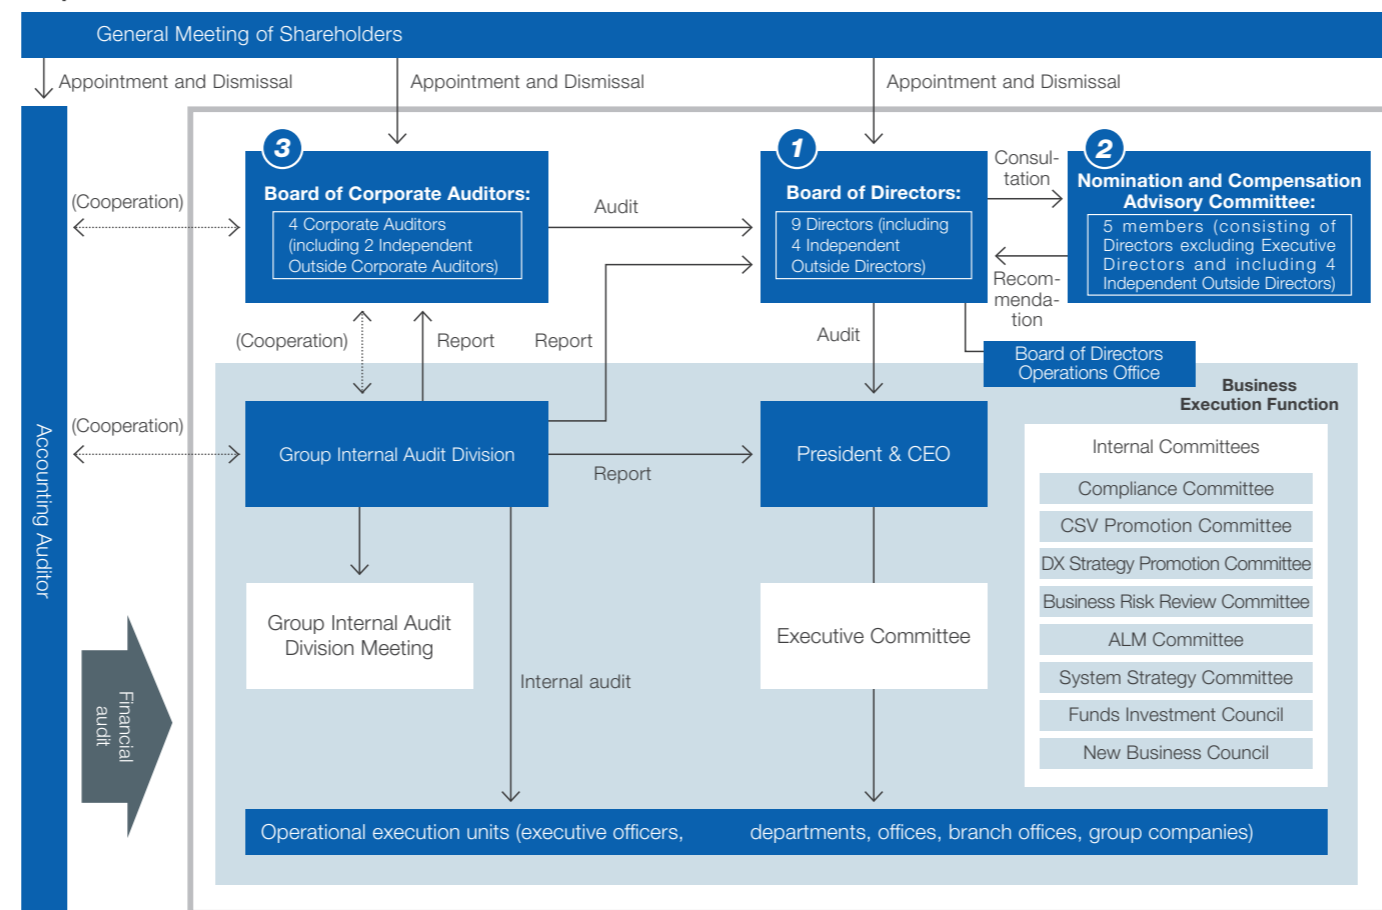 General Meeting of Shareholders
Appointment and Dismissal
Appointment and Dismissal
Appointment and Dismissal
3
Board of Corporate Auditors:
4 Corporate Auditors
(including 2 Independent
Outside Corporate Auditors)
(Cooperation)
Audit
1
Board of Directors:
9 Directors (including
4 Independent
Outside Directors)
Consul-
tation
Recom-
menda-
tion
2
Nomination and Compensation
Advisory Committee:
5 members (consisting of
Directors excluding Executive
Directors and including 4
Independent Outside Directors)
(Cooperation)
Report
Report
Audit
Board of Directors
Operations Office
Business
Execution Function
Accounting Auditor
(Cooperation)
Group Internal Audit Division
Report
President & CEO
Internal Committees
Compliance Committee
CSV Promotion Committee
DX Strategy Promotion Committee
Business Risk Review Committee
ALM Committee
System Strategy Committee
Funds Investment Council
New Business Council
Group Internal Audit
Division Meeting
Executive Committee
Internal audit
Financial
audit
Operational execution units (executive officers, departments, offices, branch offices, group companies)